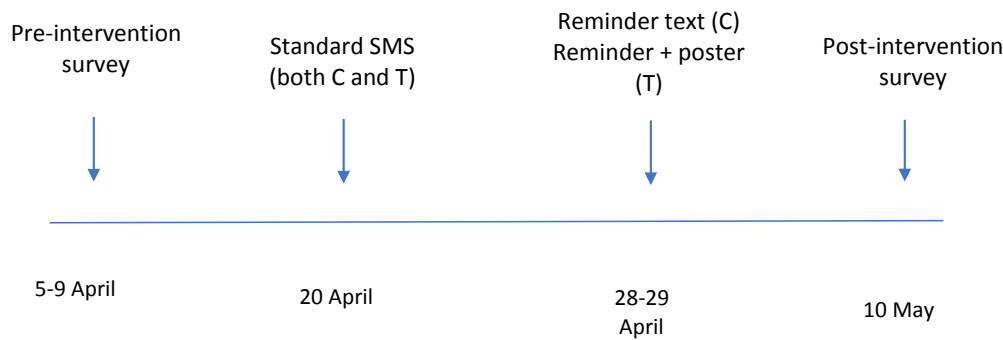 Pre-intervention
survey
Standard SMS
(both C and T)
Reminder text (C)
Reminder + poster
(T)
Post-intervention
survey
5-9 April
20 April
28-29
April
10 May